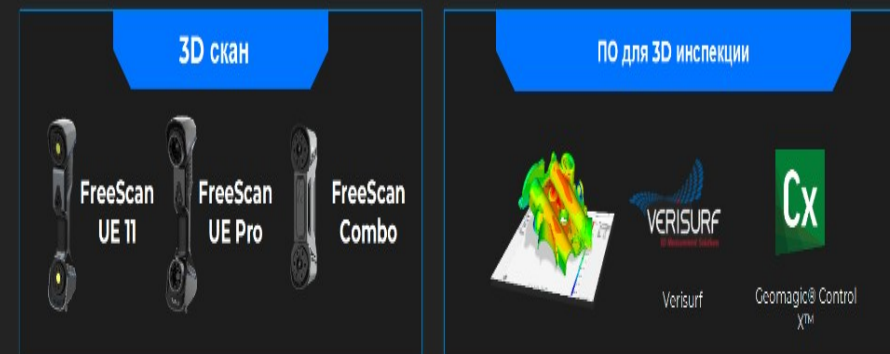 3D скан
FreeScan
UE 11
FreeScan
UE Pro
FreeScan
Combo
ПО для 3D инспекции
VERISURF
Verisurf
Cx
Geomagic® Control
X™